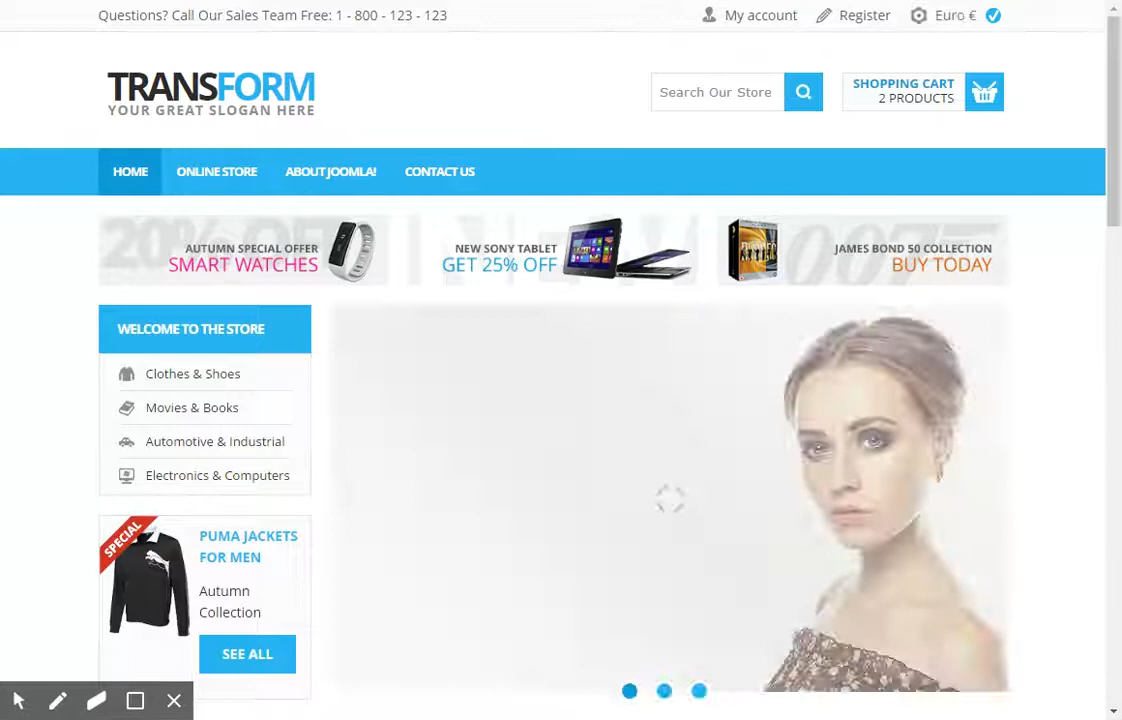 Questions? Call Our Sales Team Free: 1 - 800 - 123 - 123
My account
Register
Euro €
TRANSFORM
YOUR GREAT SLOGAN HERE
Search Our Store
SHOPPING CART
2 PRODUCTS
HOME
ONLINE STORE
ABOUT JOOMLA!
CONTACT US
20% OFF
AUTUMN SPECIAL OFFER
SMART WATCHES
NEW SONY TABLET
GET 25% OFF
007
JAMES BOND 50 COLLECTION
BUY TODAY
WELCOME TO THE STORE
Clothes & Shoes
Movies & Books
Automotive & Industrial
Electronics & Computers
SPECIAL
PUMA JACKETS
FOR MEN
Autumn
Collection
SEE ALL